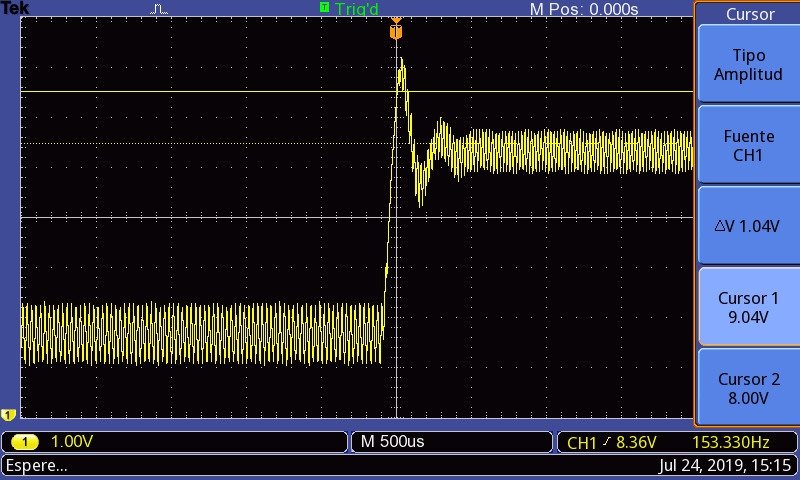 Tek
T Trig'd
M Pos: 0.000s
T
Cursor
Tipo
Amplitud
Fuente
CH1
△V 1.04V
Cursor 1
9.04V
Cursor 2
8.00V
1
1 1.00V
M 500us
CH1 8.36V 153.330Hz
Espere...
Jul 24, 2019, 15:15